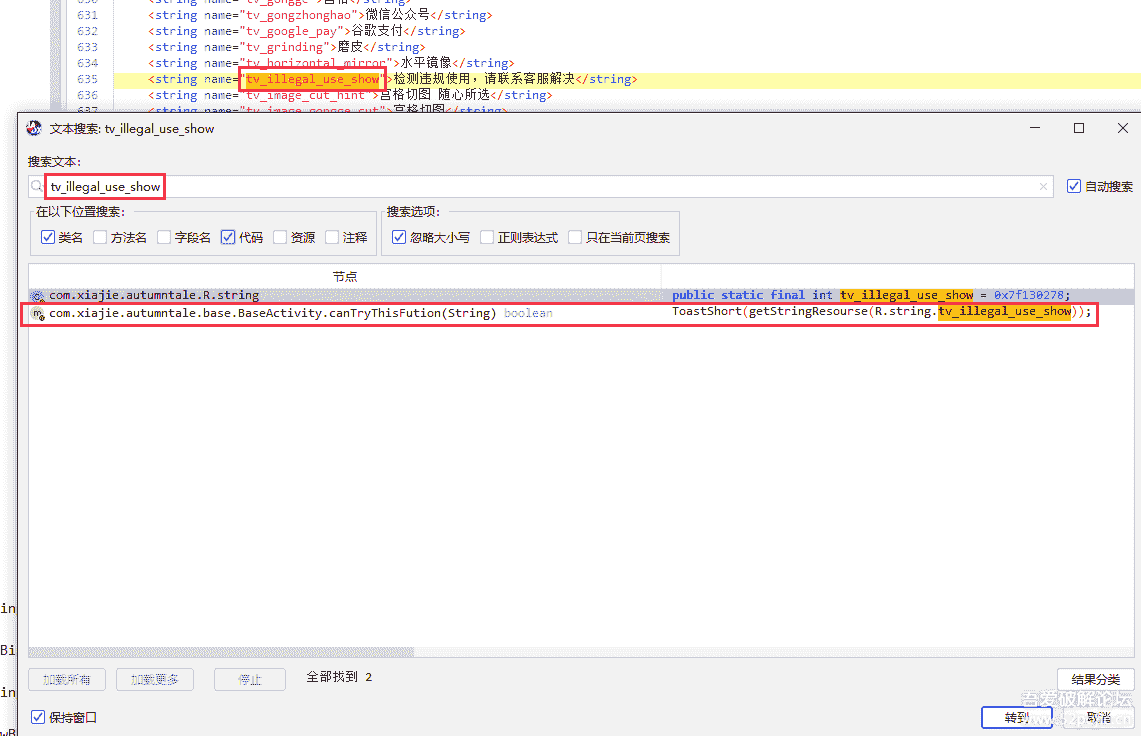 631 <string name="tv_gongzhonghao">微信公众号</string>
632 <string name="tv_google_pay">谷歌支付</string>
633 <string name="tv_grinding">磨皮</string>
634 <string name="tv_horizontal_mirror">水平镜像</string>
635 <string name="tv_illegal_use_show">检测违规使用，请联系客服解决</string>
636 <string name="tv_image_cut_hint">宫格切图 随心所选</string>
文本搜索: tv_illegal_use_show
搜索文本:
tv_illegal_use_show
自动搜索
在以下位置搜索: 搜索选项:
类名 方法名 字段名 代码 资源 注释 忽略大小写 正则表达式 只在当前页搜索
节点
com.xiajie.autumntale.R.string public static final int tv_illegal_use_show = 0x7f130278;
com.xiajie.autumntale.base.BaseActivity.canTryThisFution(String) boolean ToastShort(getStringResourse(R.string.tv_illegal_use_show));
in
Bi
in
加载所有 加载更多 停止 全部找到 2 结果分类
保持窗口 转到 取消
吾爱破解论坛